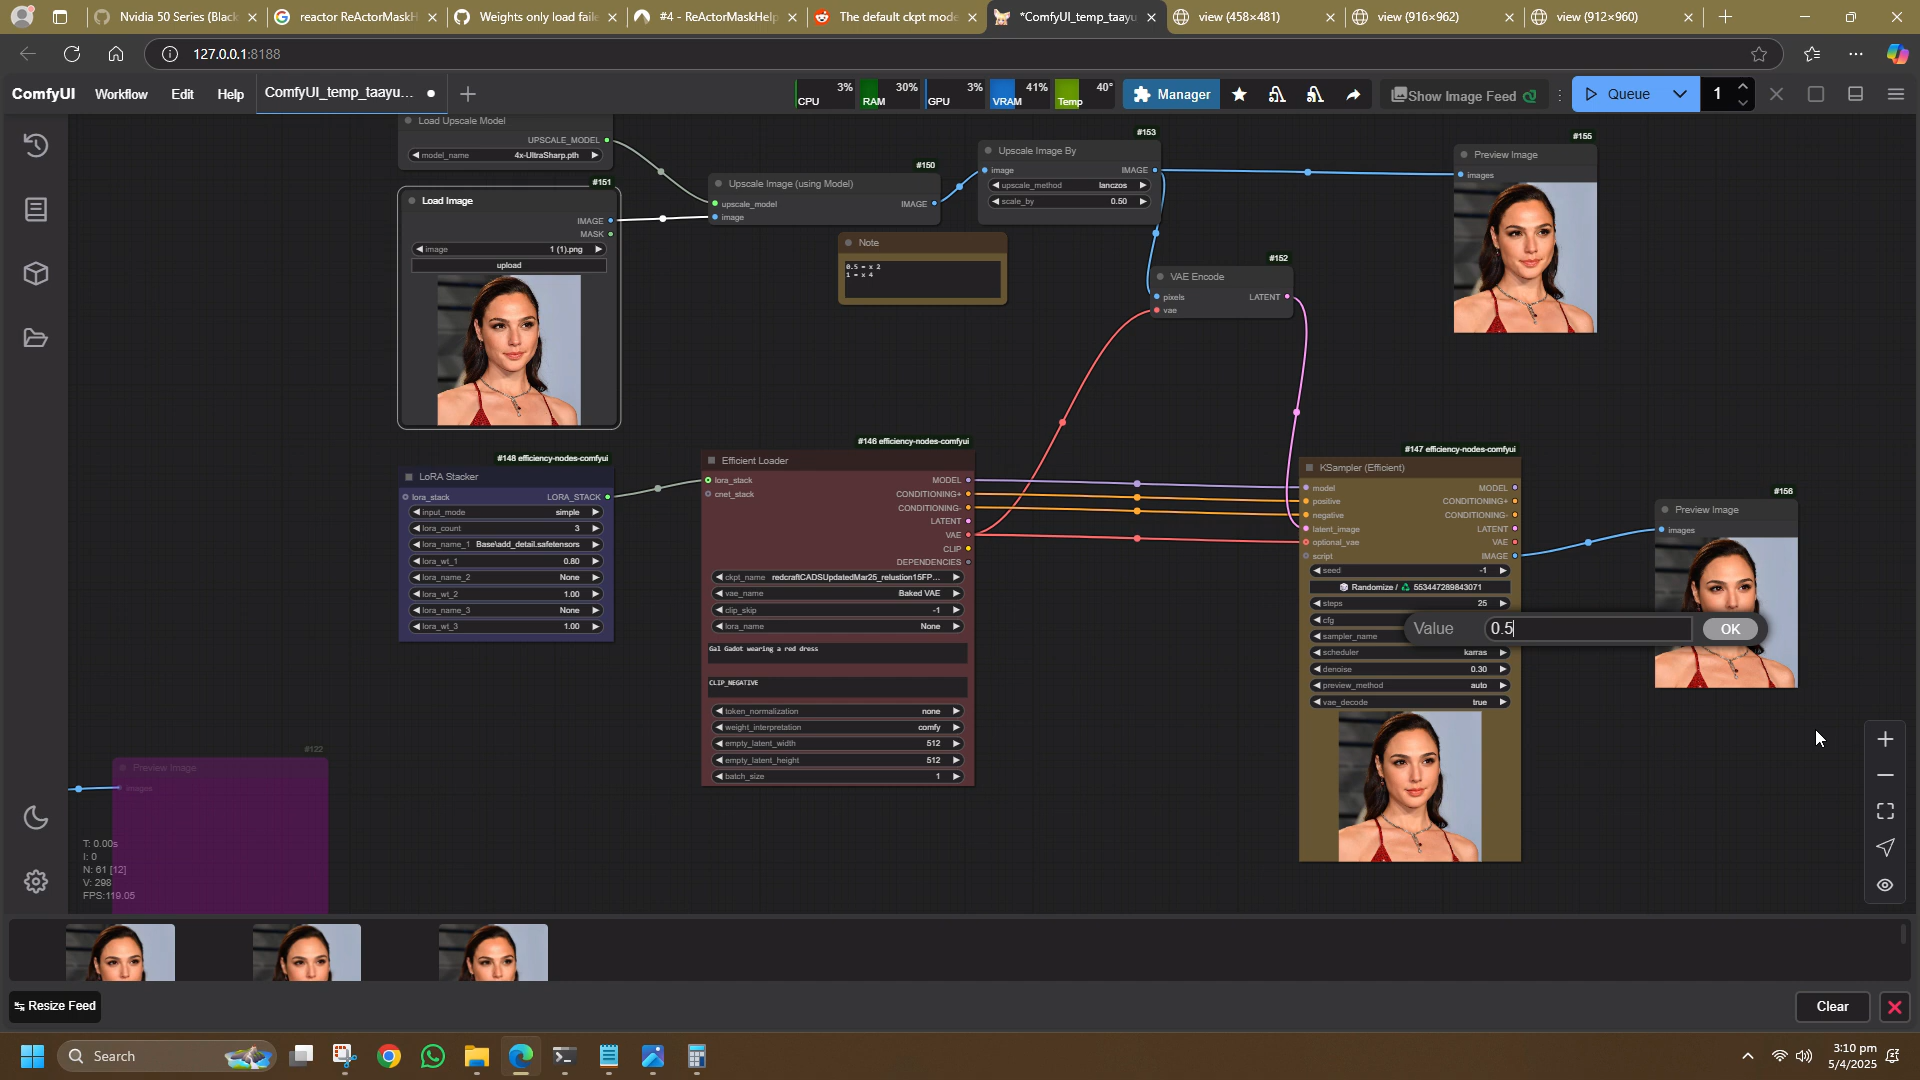 Nvidia 50 Series (Black
reactor ReActorMaskH
Weights only load faile
#4 - ReActorMaskHelp
The default ckpt mode
*ComfyUI_temp_taayu
view (458×481)
view (916×962)
view (912×960)
127.0.0.1:8188
ComfyUI
Workflow
Edit
Help
ComfyUI_temp_taayu...
CPU 3%
RAM 30%
GPU 3%
VRAM 41%
Temp 40°
Manager
Show Image Feed
Queue
1
Load Upscale Model
UPSCALE_MODEL
model_name 4x-UltraSharp.pth
#151
Load Image
IMAGE
MASK
image 1 (1).png
upload
#150
Upscale Image (using Model)
upscale_model IMAGE
image
#153
Upscale Image By
image IMAGE
upscale_method lanczos
scale_by 0.50
Note
0.5 = x 2
1 = x 4
#152
VAE Encode
pixels LATENT
vae
#155
Preview Image
images
#148 efficiency-nodes-comfyui
LoRA Stacker
lora_stack LORA_STACK
input_mode simple
lora_count 3
lora_name_1 Base\add_detail.safetensors
lora_wt_1 0.80
lora_name_2 None
lora_wt_2 1.00
lora_name_3 None
lora_wt_3 1.00
#146 efficiency-nodes-comfyui
Efficient Loader
lora_stack MODEL
cnet_stack CONDITIONING+
CONDITIONING-
LATENT
VAE
CLIP
DEPENDENCIES
ckpt_name redcraftCADSUpdatedMar25_relustion15FP...
vae_name Baked VAE
clip_skip -1
lora_name None
Gal Gadot wearing a red dress
CLIP_NEGATIVE
token_normalization none
weight_interpretation comfy
empty_latent_width 512
empty_latent_height 512
batch_size 1
#147 efficiency-nodes-comfyui
KSampler (Efficient)
model MODEL
positive CONDITIONING+
negative CONDITIONING-
latent_image LATENT
optional_vae VAE
script IMAGE
seed -1
Randomize / 553447289843071
steps 25
cfg
sampler_name
scheduler karras
denoise 0.30
preview_method auto
vae_decode true
Value 0.5 OK
#156
Preview Image
images
#122
Preview Image
images
T: 0.00s
I: 0
N: 61 [12]
V: 298
FPS:119.05
Resize Feed
Clear
Search
3:10 pm
5/4/2025